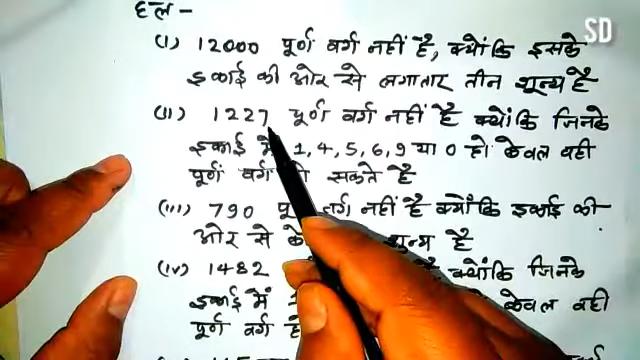 हल -
SD
(i) 12000 पूर्ण वर्ग नहीं है, क्योंकि इसके
इकाई की ओर से लगातार तीन शून्य है
(ii) 1227 पूर्ण वर्ग नहीं है क्योंकि जिनके
इकाई में 1, 4, 5, 6, 9 या 0 हो केवल वही
पूर्ण वर्ग हो सकते है
(iii) 790 वर्ग नहीं है क्योंकि इकाई की
ओर से शून्य है
(iv) 1482 है क्योंकि जिनके
इकाई में केवल वही
पूर्ण वर्ग